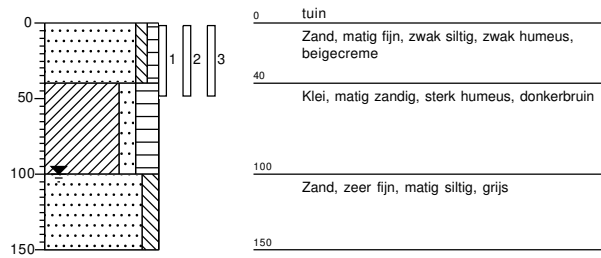 0
50
100
150
1 2 3
0 tuin
Zand, matig fijn, zwak siltig, zwak humeus,
beigecreme
40
Klei, matig zandig, sterk humeus, donkerbruin
100
Zand, zeer fijn, matig siltig, grijs
150